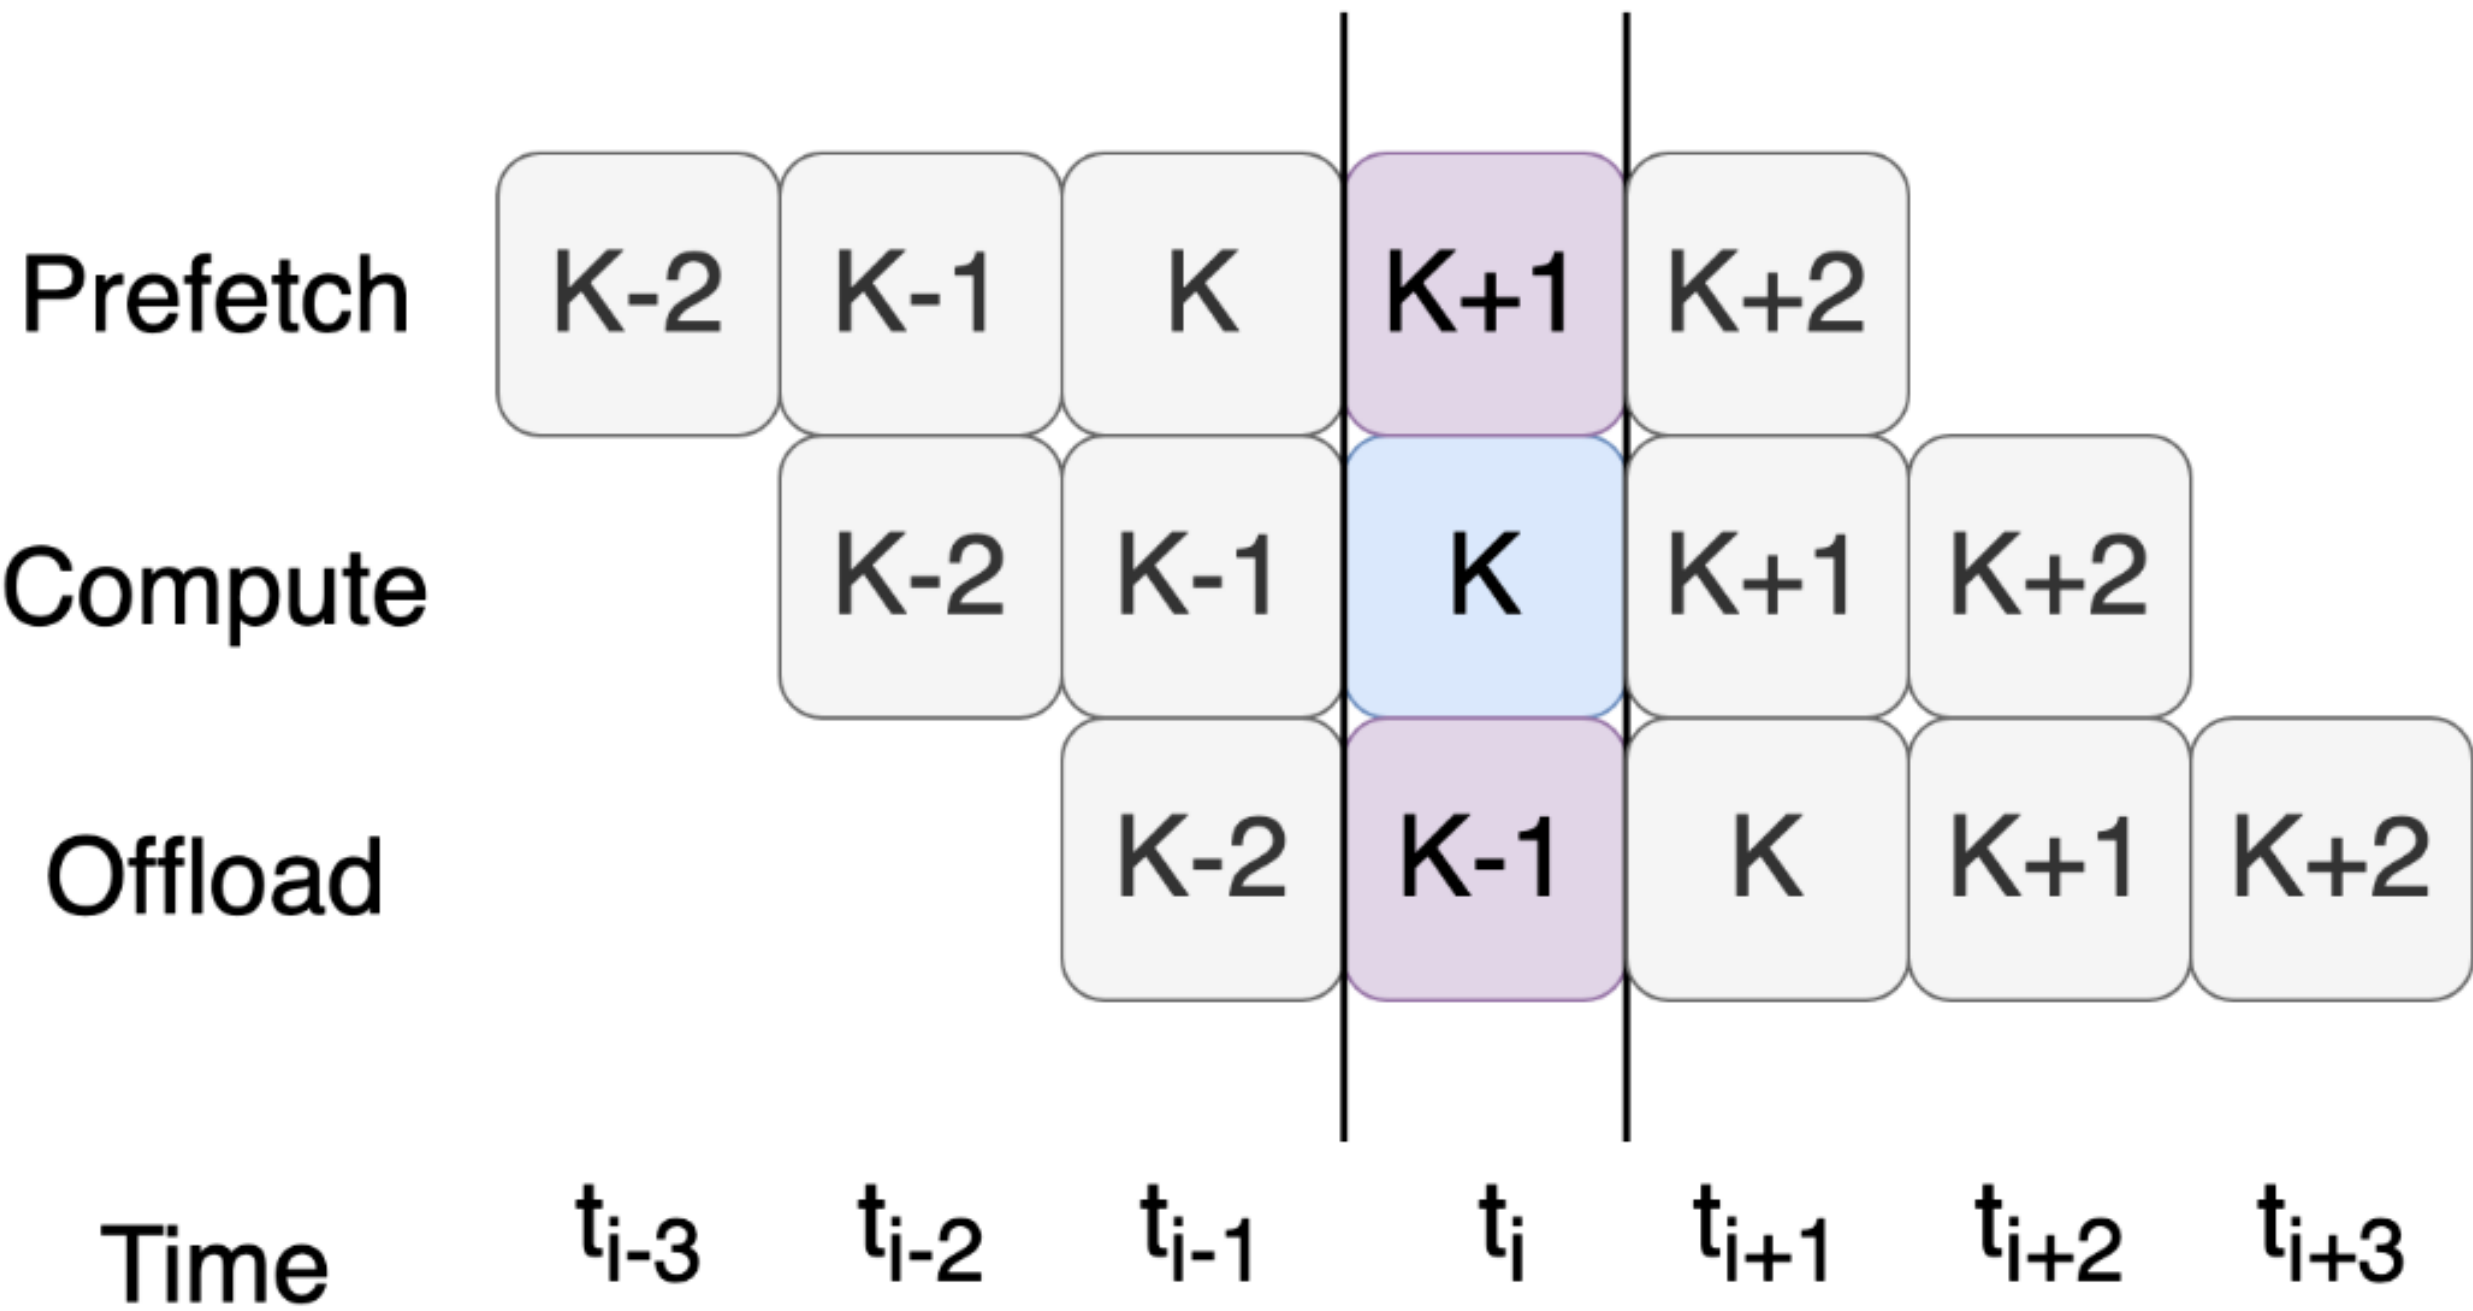 Prefetch K-2 K-1 K K+1 K+2
Compute K-2 K-1 K K+1 K+2
Offload K-2 K-1 K K+1 K+2
Time t_{i-3} t_{i-2} t_{i-1} t_i t_{i+1} t_{i+2} t_{i+3}